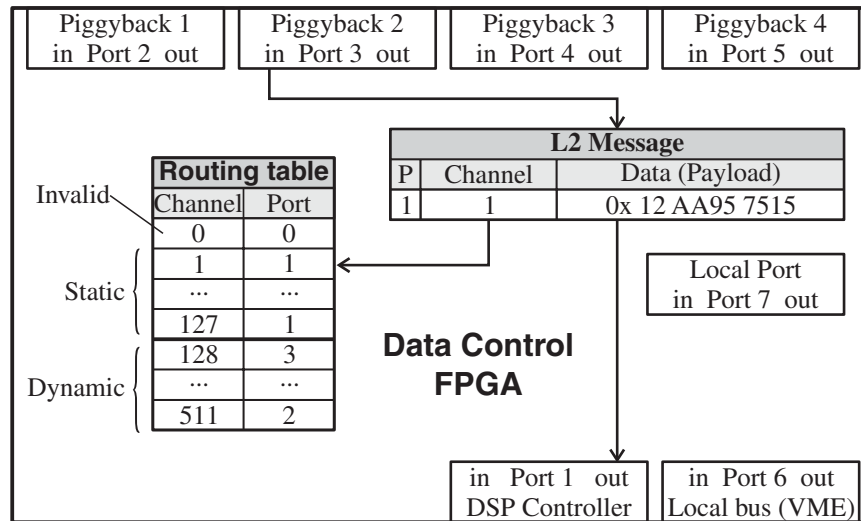 Piggyback 1
in Port 2 out
Piggyback 2
in Port 3 out
Piggyback 3
in Port 4 out
Piggyback 4
in Port 5 out
L2 Message
P Channel Data (Payload)
1 1 0x 12 AA95 7515
Routing table
Channel Port
0 0
1 1
... ...
127 1
128 3
... ...
511 2
Invalid
Static
Dynamic
Local Port
in Port 7 out
Data Control
FPGA
in Port 1 out
DSP Controller
in Port 6 out
Local bus (VME)